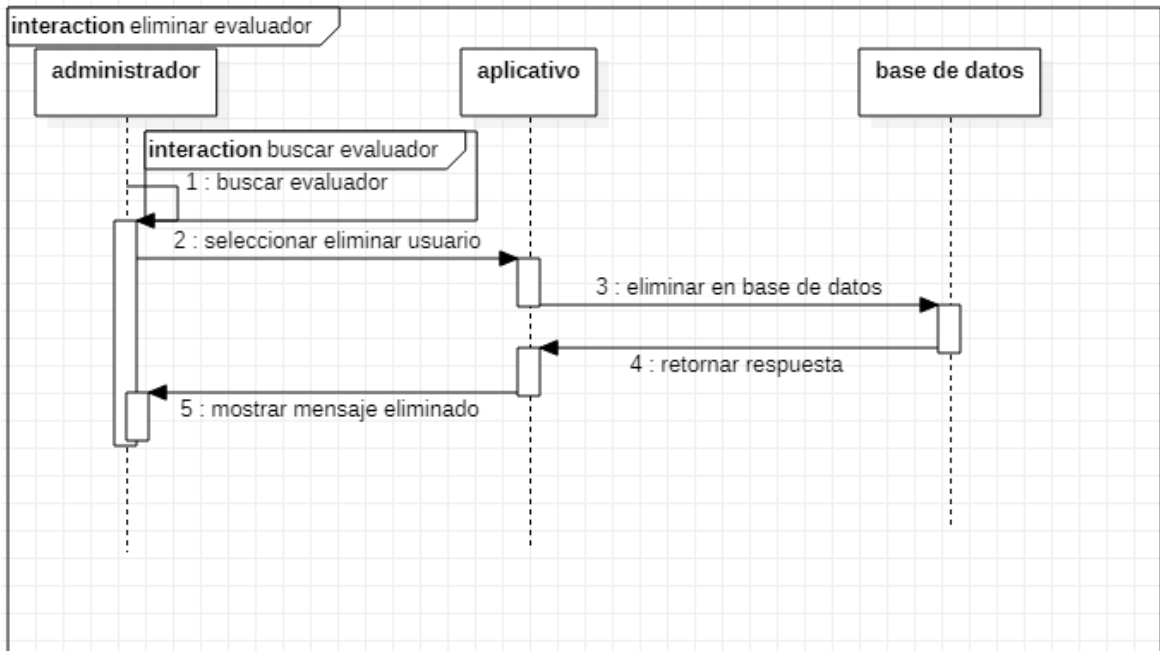 interaction eliminar evaluador
administrador
aplicativo
base de datos
interaction buscar evaluador
1 : buscar evaluador
2 : seleccionar eliminar usuario
3 : eliminar en base de datos
4 : retornar respuesta
5 : mostrar mensaje eliminado